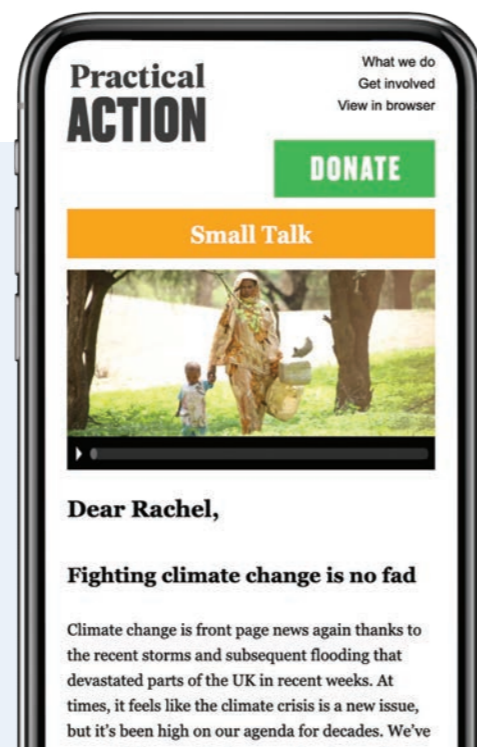 Practical
ACTION
What we do
Get involved
View in browser
DONATE
Small Talk
Dear Rachel,
Fighting climate change is no fad
Climate change is front page news again thanks to
the recent storms and subsequent flooding that
devastated parts of the UK in recent weeks. At
times, it feels like the climate crisis is a new issue,
but it's been high on our agenda for decades. We've